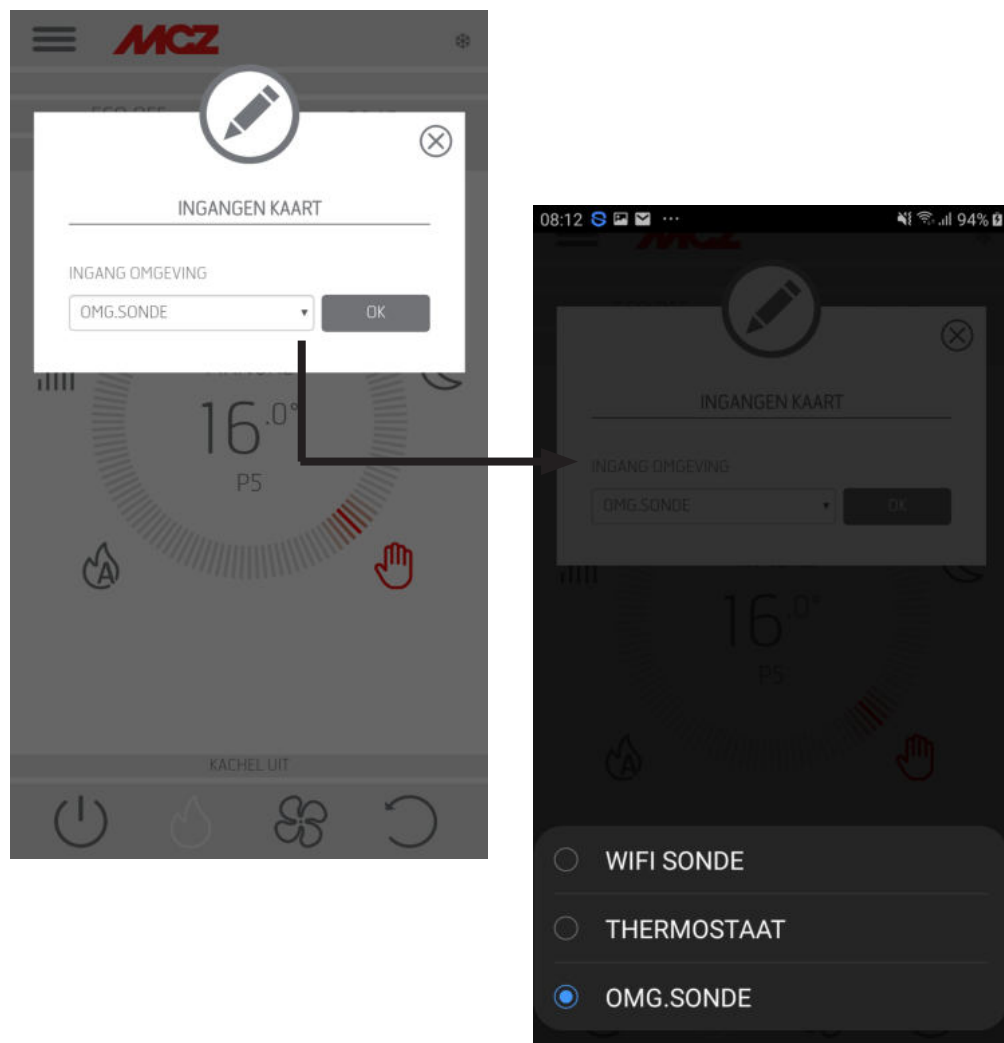 MCZ
INGANGEN KAART
INGANG OMGEVING
OMG.SONDE
OK
16.0°
P5
KACHEL UIT
08:12
94%
MCZ
INGANGEN KAART
INGANG OMGEVING
OMG.SONDE
OK
16.0°
P5
A
A
WIFI SONDE
THERMOSTAAT
OMG.SONDE